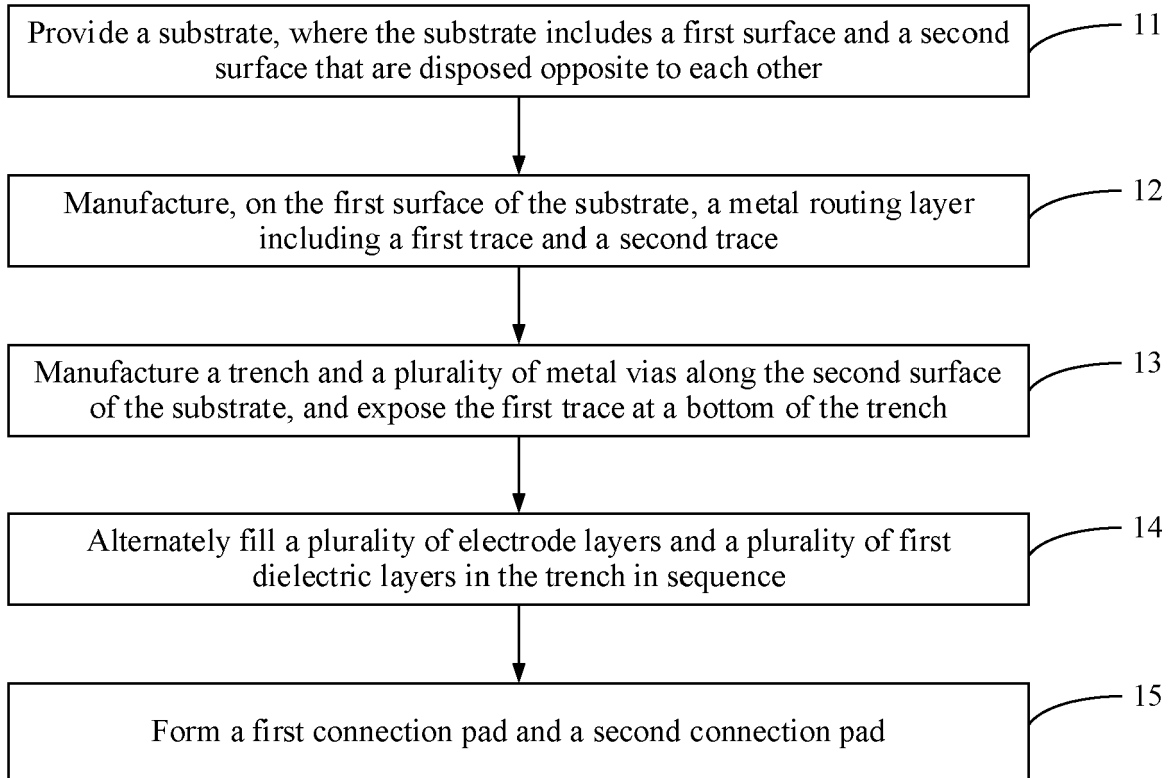 Provide a substrate, where the substrate includes a first surface and a second
surface that are disposed opposite to each other
11
Manufacture, on the first surface of the substrate, a metal routing layer
including a first trace and a second trace
12
Manufacture a trench and a plurality of metal vias along the second surface
of the substrate, and expose the first trace at a bottom of the trench
13
Alternately fill a plurality of electrode layers and a plurality of first
dielectric layers in the trench in sequence
14
Form a first connection pad and a second connection pad
15